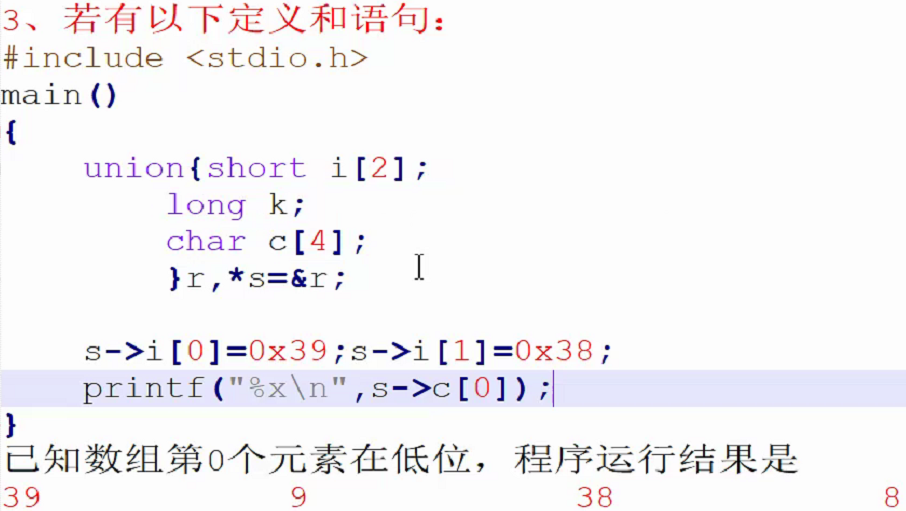 3、若有以下定义和语句：
#include <stdio.h>
main()
{
union{short i[2];
long k;
char c[4];
}r,*s=&r;
s->i[0]=0x39;s->i[1]=0x38;
printf("%x\n",s->c[0]);
}
已知数组第0个元素在低位，程序运行结果是
39 9 38 8